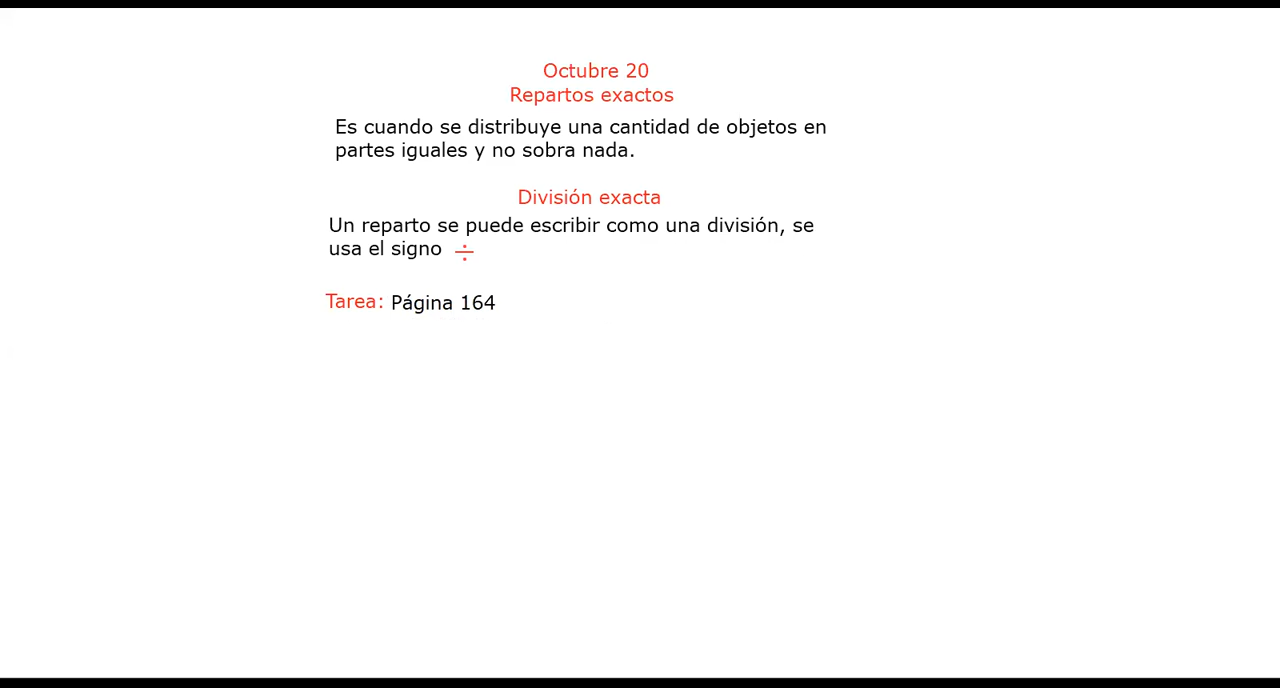 Octubre 20
Repartos exactos
Es cuando se distribuye una cantidad de objetos en
partes iguales y no sobra nada.
División exacta
Un reparto se puede escribir como una división, se
usa el signo ÷
Tarea: Página 164